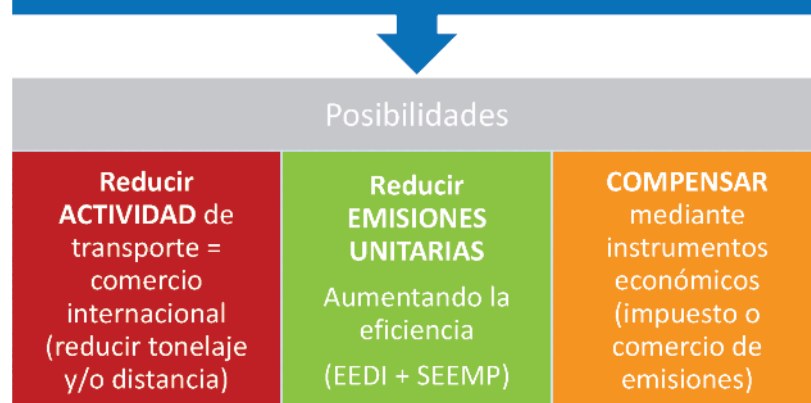 Posibilidades
Reducir
ACTIVIDAD de
transporte =
comercio
internacional
(reducir tonelaje
y/o distancia)
Reducir
EMISIONES
UNITARIAS
Aumentando la
eficiencia
(EEDI + SEEMP)
COMPENSAR
mediante
instrumentos
económicos
(impuesto o
comercio de
emisiones)